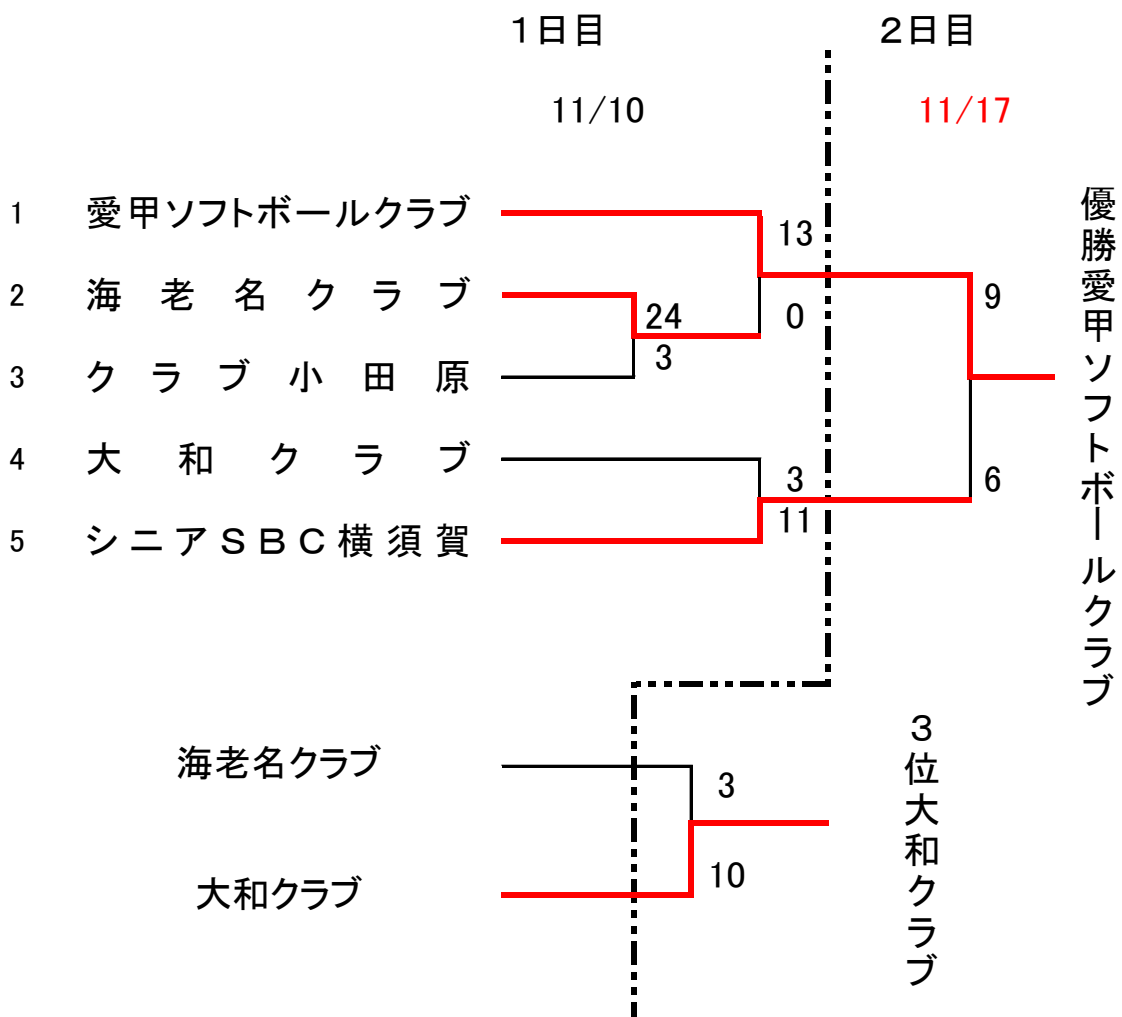 １日目
２日目
11/10
11/17
1 愛甲ソフトボールクラブ
13
2 海老名クラブ
9
24
0
3
3 クラブ小田原
4 大和クラブ
3
6
11
5 シニアＳＢＣ横須賀
優勝愛甲ソフトボールクラブ
海老名クラブ
3
10
大和クラブ
３位大和クラブ